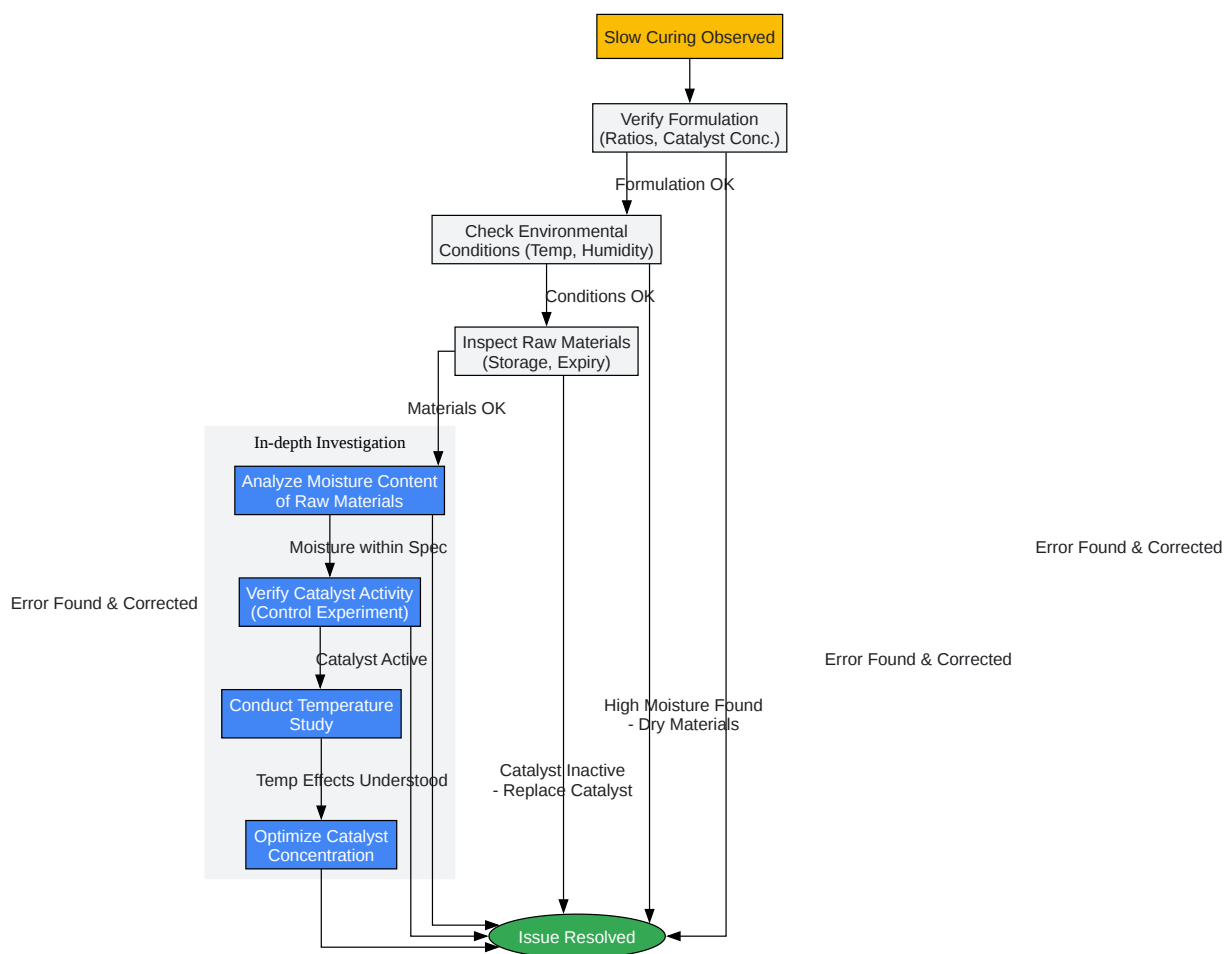 Slow Curing Observed
Verify Formulation
(Ratios, Catalyst Conc.)
Formulation OK
Check Environmental
Conditions (Temp, Humidity)
Conditions OK
Inspect Raw Materials
(Storage, Expiry)
Materials OK
In-depth Investigation
Analyze Moisture Content
of Raw Materials
Moisture within Spec
Error Found & Corrected
Verify Catalyst Activity
(Control Experiment)
Error Found & Corrected
Catalyst Active
Error Found & Corrected
Conduct Temperature
Study
High Moisture Found
- Dry Materials
Temp Effects Understood
Catalyst Inactive
- Replace Catalyst
Optimize Catalyst
Concentration
Issue Resolved